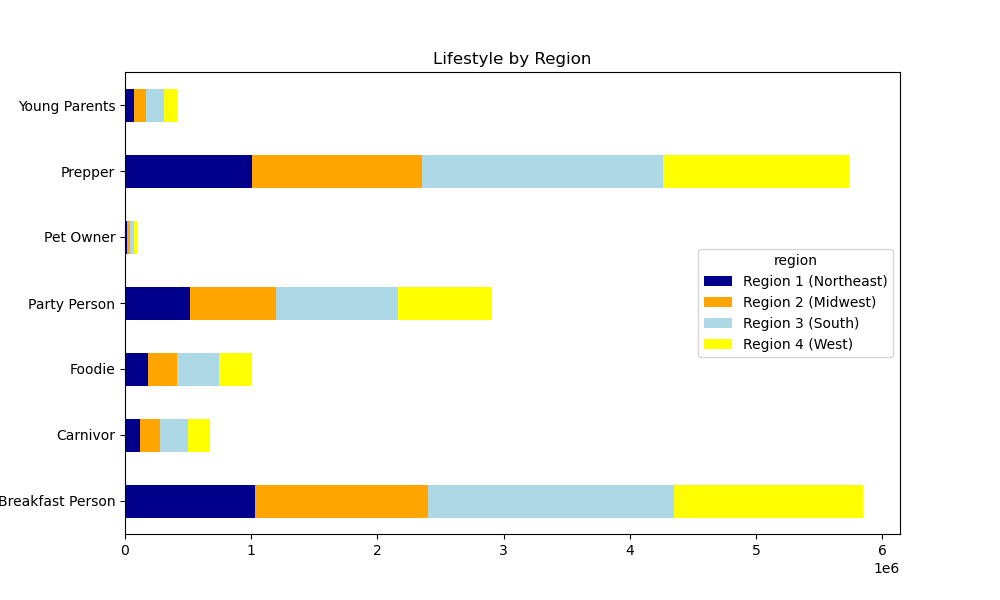 Lifestyle by Region
Young Parents
Prepper
Pet Owner
Party Person
Foodie
Carnivor
Breakfast Person
region
Region 1 (Northeast)
Region 2 (Midwest)
Region 3 (South)
Region 4 (West)
0 1 2 3 4 5 6
1e6